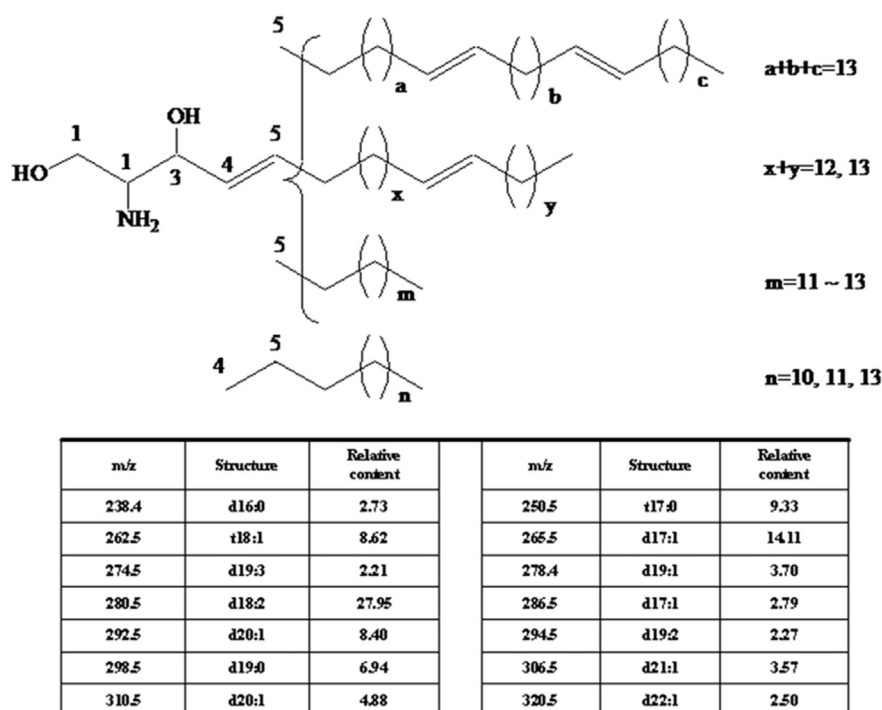 5
a
b
c
a+b+c=13
OH
1
5
HO
1
3
4
NH2
x
y
x+y=12, 13
5
m
m=11 ~ 13
5
4
n
n=10, 11, 13
m/z Structure Relative content m/z Structure Relative content
238.4 d16:0 2.73 250.5 t17:0 9.33
262.5 t18:1 8.62 265.5 d17:1 14.11
274.5 d19:3 2.21 278.4 d19:1 3.70
280.5 d18:2 27.95 286.5 d17:1 2.79
292.5 d20:1 8.40 294.5 d19:2 2.27
298.5 d19:0 6.94 306.5 d21:1 3.57
310.5 d20:1 4.88 320.5 d22:1 2.50